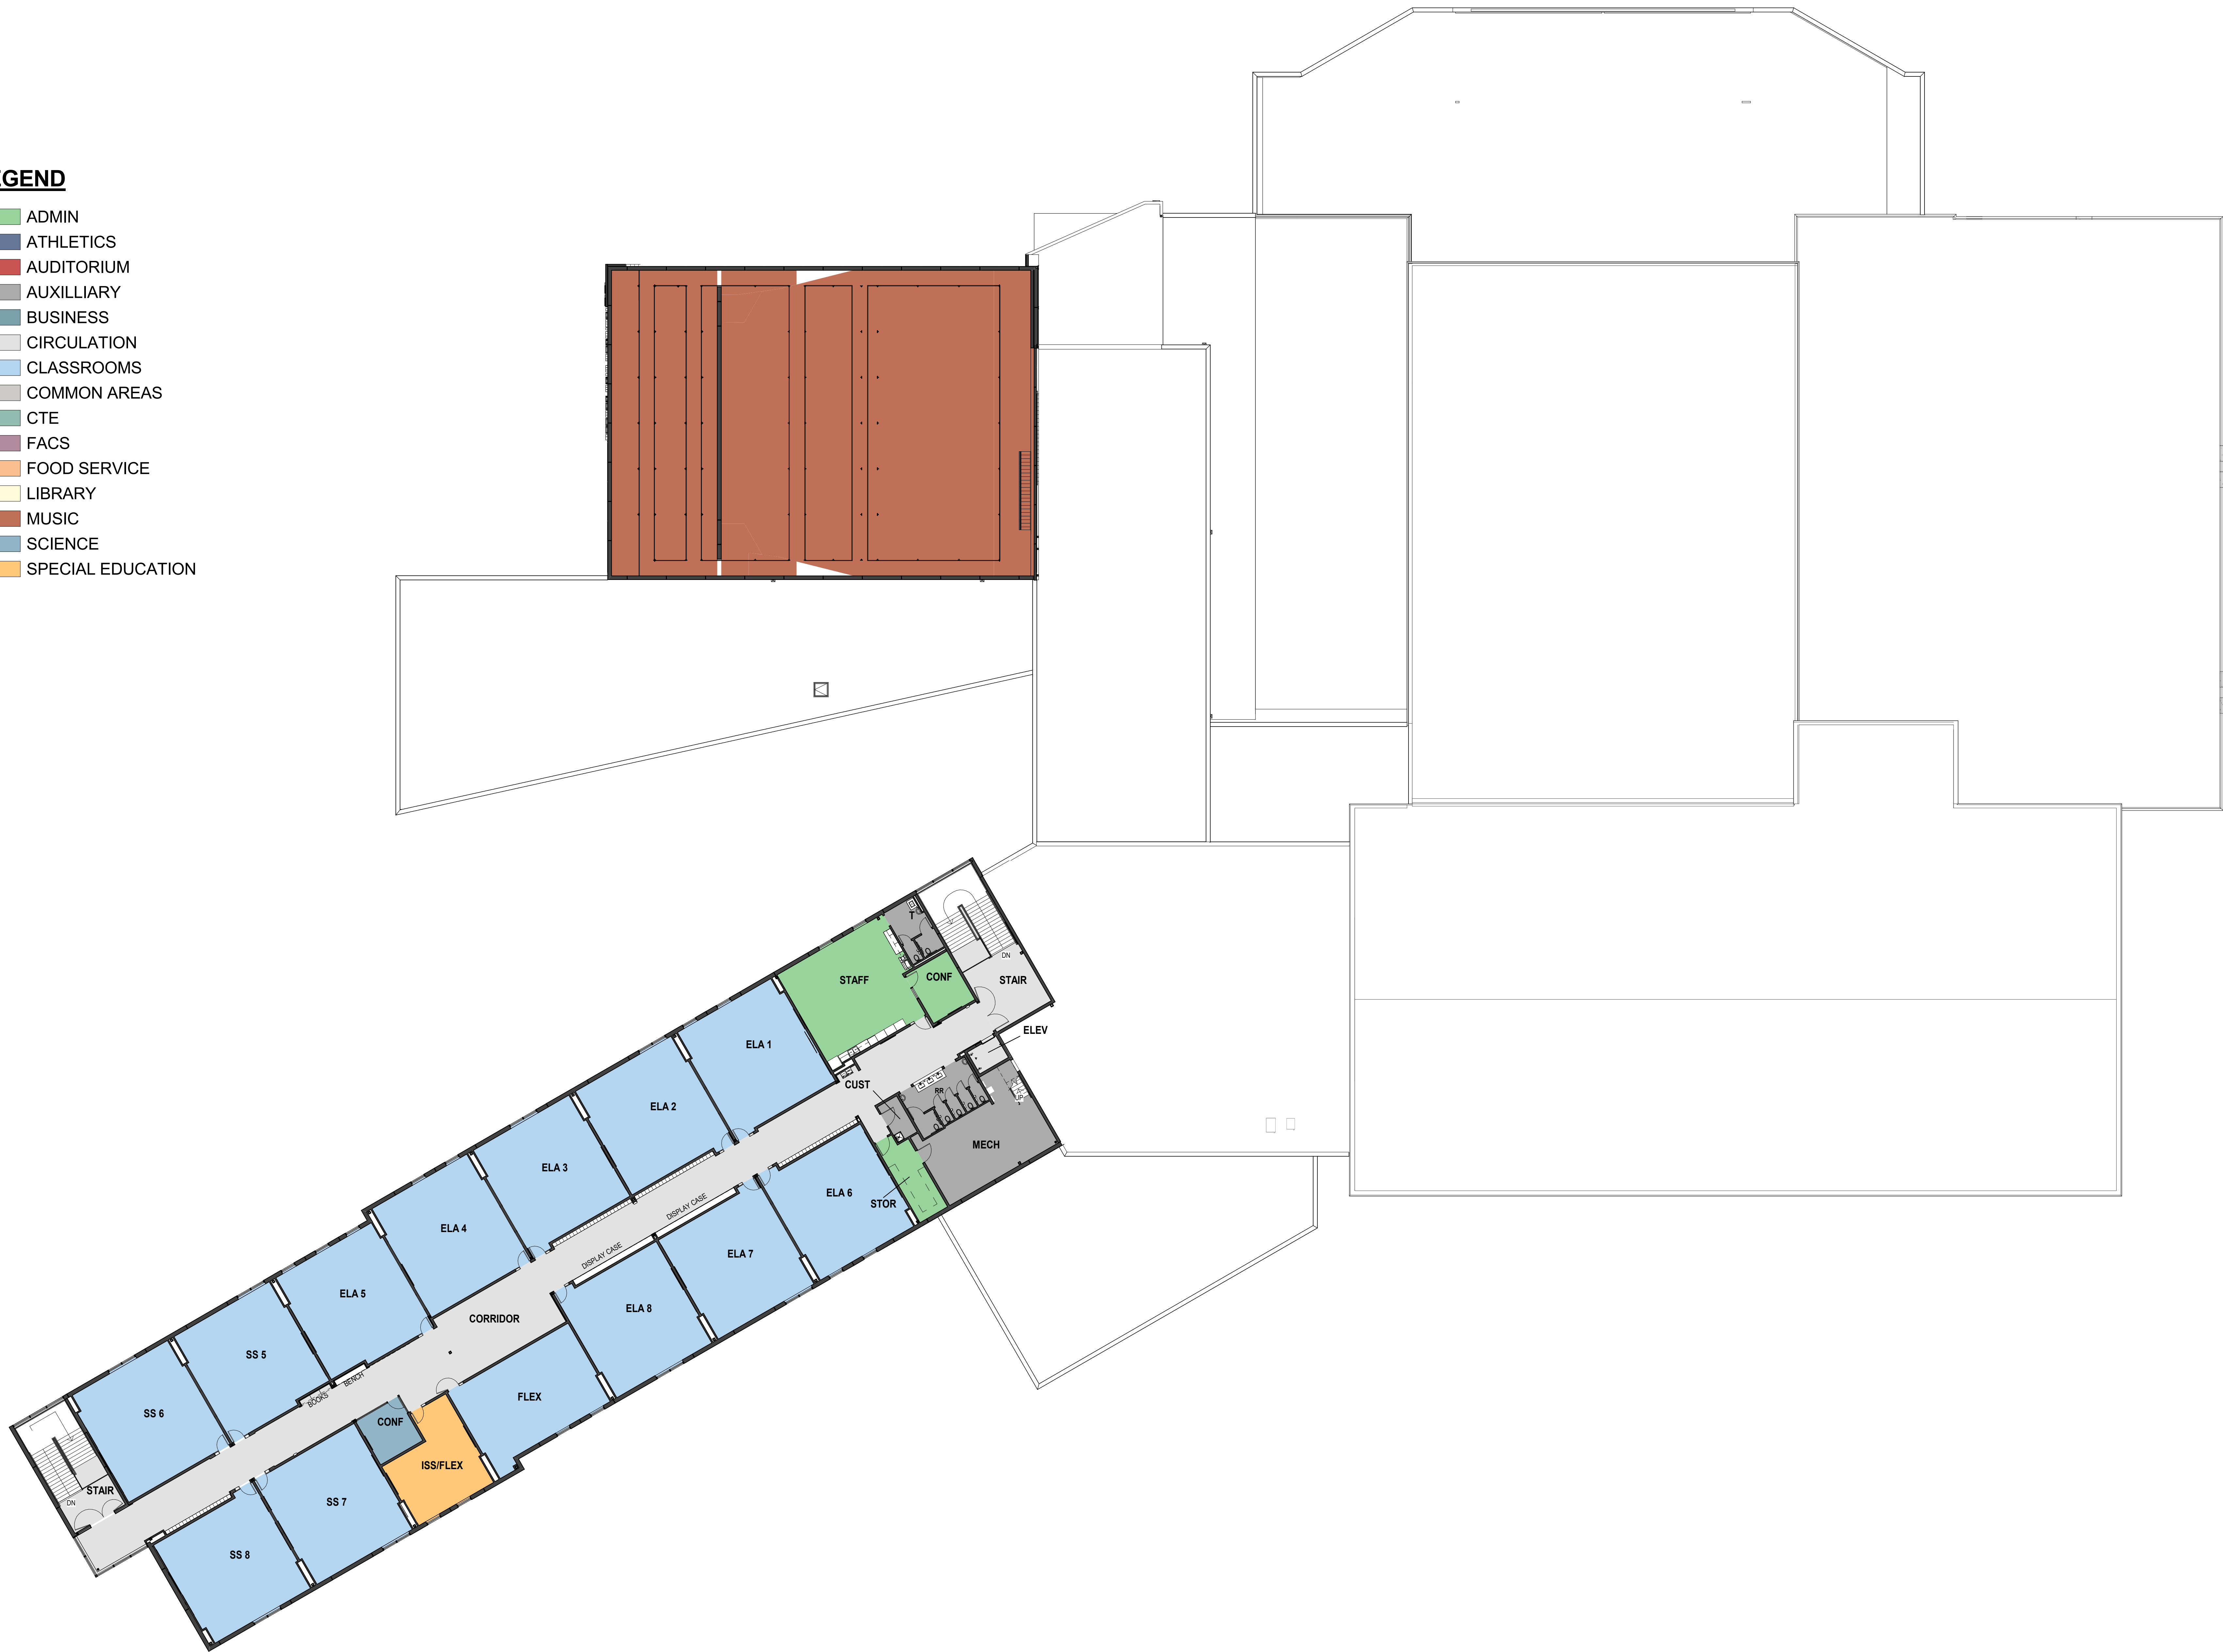 EGEND
ADMIN
ATHLETICS
AUDITORIUM
AUXILLIARY
BUSINESS
CIRCULATION
CLASSROOMS
COMMON AREAS
CTE
FACS
FOOD SERVICE
LIBRARY
MUSIC
SCIENCE
SPECIAL EDUCATION
T
STAFF
CONF
DN
STAIR
ELEV
ELA 1
CUST
RR
UP
ELA 2
MECH
ELA 3
ELA 6
STOR
DISPLAY CASE
ELA 4
DISPLAY CASE
ELA 7
ELA 5
ELA 8
CORRIDOR
SS 5
BENCH
BOOKS
FLEX
SS 6
CONF
ISS/FLEX
STAIR
DN
SS 7
SS 8